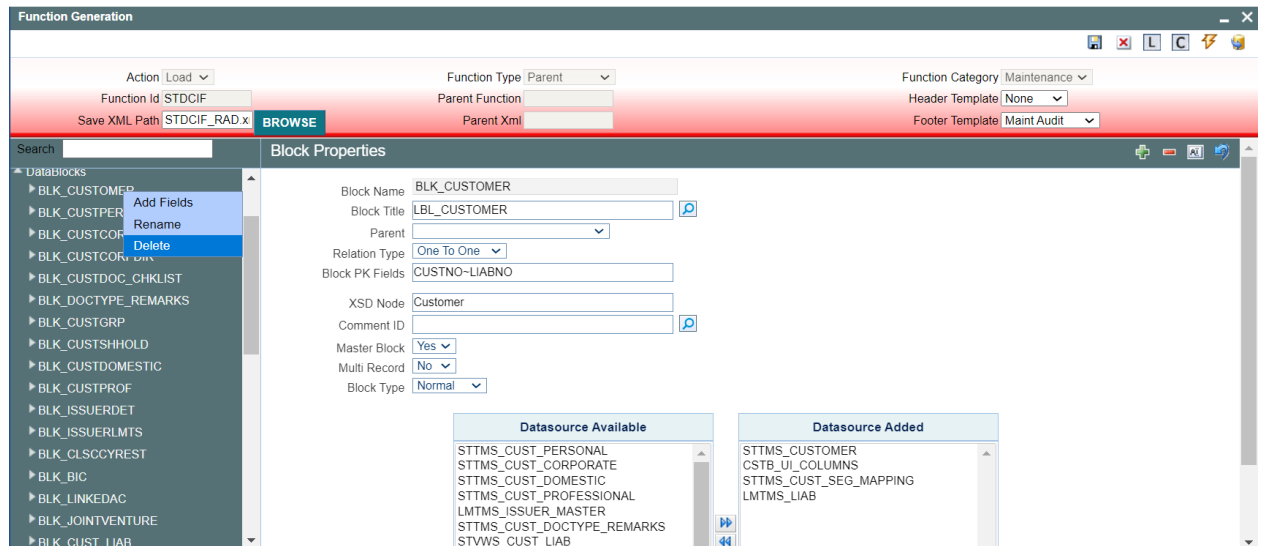 Function Generation
L C
Action Load Function Type Parent Function Category Maintenance
Function Id STDCIF Parent Function Header Template None
Save XML Path STDCIF_RAD.x BROWSE Parent Xml Footer Template Maint Audit
Search Block Properties
DataBlocks
BLK_CUSTOMER
BLK_CUSTPER
BLK_CUSTCOR
BLK_CUSTDOC_CHKLIST
BLK_DOCTYPE_REMARKS
BLK_CUSTGRP
BLK_CUSTSHHOLD
BLK_CUSTDOMESTIC
BLK_CUSTPROF
BLK_ISSUERDET
BLK_ISSUERLMTS
BLK_CLSCCYREST
BLK_BIC
BLK_LINKEDAC
BLK_JOINTVENTURE
BLK_CUST_LIAB
Add Fields
Rename
Delete
Block Name BLK_CUSTOMER
Block Title LBL_CUSTOMER
Parent
Relation Type One To One
Block PK Fields CUSTNO~LIABNO
XSD Node Customer
Comment ID
Master Block Yes
Multi Record No
Block Type Normal
Datasource Available
STTMS_CUST_PERSONAL
STTMS_CUST_CORPORATE
STTMS_CUST_DOMESTIC
STTMS_CUST_PROFESSIONAL
LMTMS_ISSUER_MASTER
STTMS_CUST_DOCTYPE_REMARKS
STVWS_CUST_LIAB
Datasource Added
STTMS_CUSTOMER
CSTB_UI_COLUMNS
STTMS_CUST_SEG_MAPPING
LMTMS_LIAB